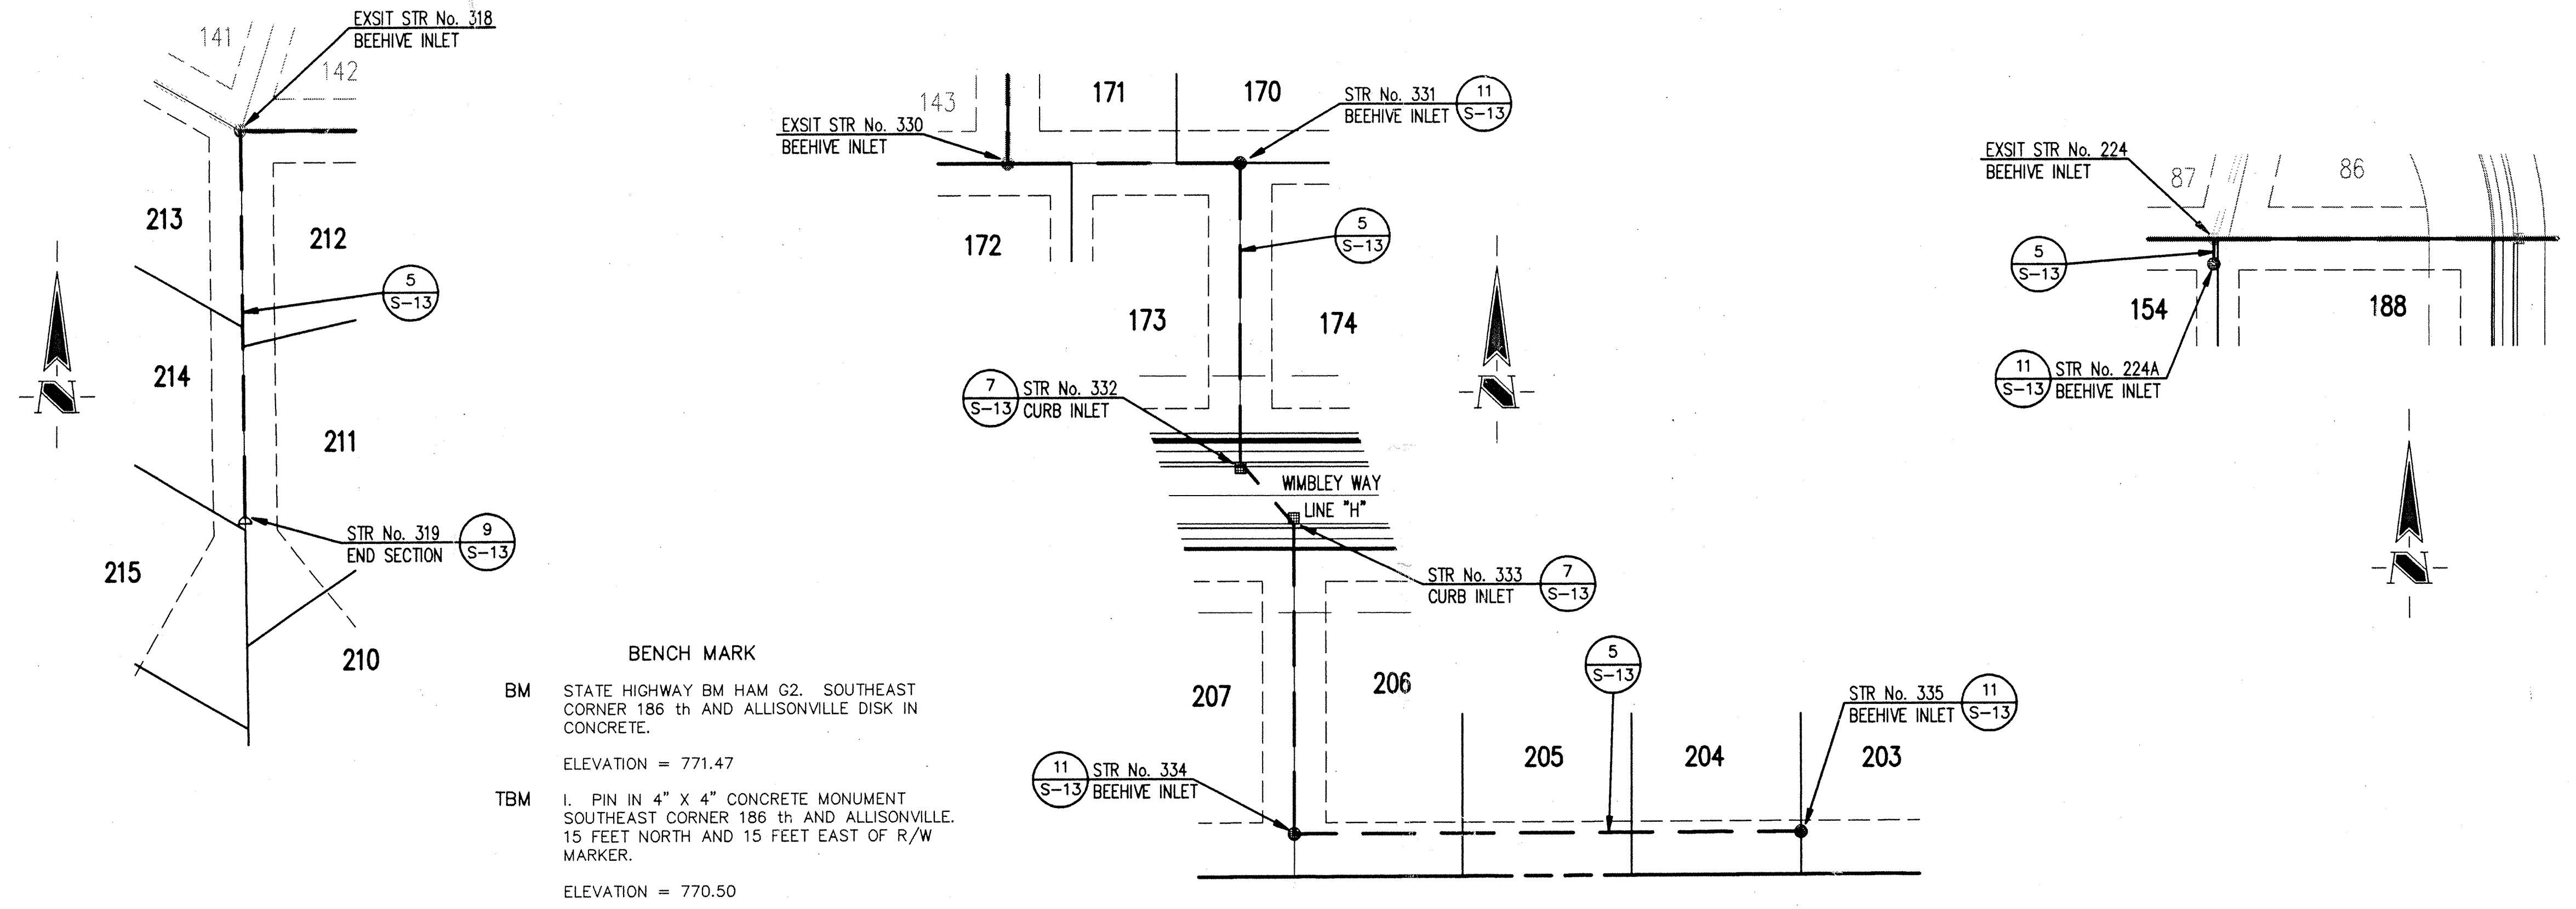 EXSIT STR No. 318
BEEHIVE INLET
141
142
213
212
5
S-13
214
211
STR No. 319
END SECTION
9
S-13
215
210
N
BENCH MARK
BM STATE HIGHWAY BM HAM G2. SOUTHEAST
CORNER 186 th AND ALLISONVILLE DISK IN
CONCRETE.
ELEVATION = 771.47
TBM I. PIN IN 4" X 4" CONCRETE MONUMENT
SOUTHEAST CORNER 186 th AND ALLISONVILLE.
15 FEET NORTH AND 15 FEET EAST OF R/W
MARKER.
ELEVATION = 770.50
143
171
170
STR No. 331
BEEHIVE INLET
11
S-13
EXSIT STR No. 330
BEEHIVE INLET
172
5
S-13
173
174
7
S-13
STR No. 332
CURB INLET
N
WIMBLEY WAY
LINE "H"
STR No. 333
CURB INLET
7
S-13
207
206
5
S-13
STR No. 335
BEEHIVE INLET
11
S-13
205
204
203
11
S-13
STR No. 334
BEEHIVE INLET
EXSIT STR No. 224
BEEHIVE INLET
87
86
5
S-13
154
188
11
S-13
STR No. 224A
BEEHIVE INLET
N